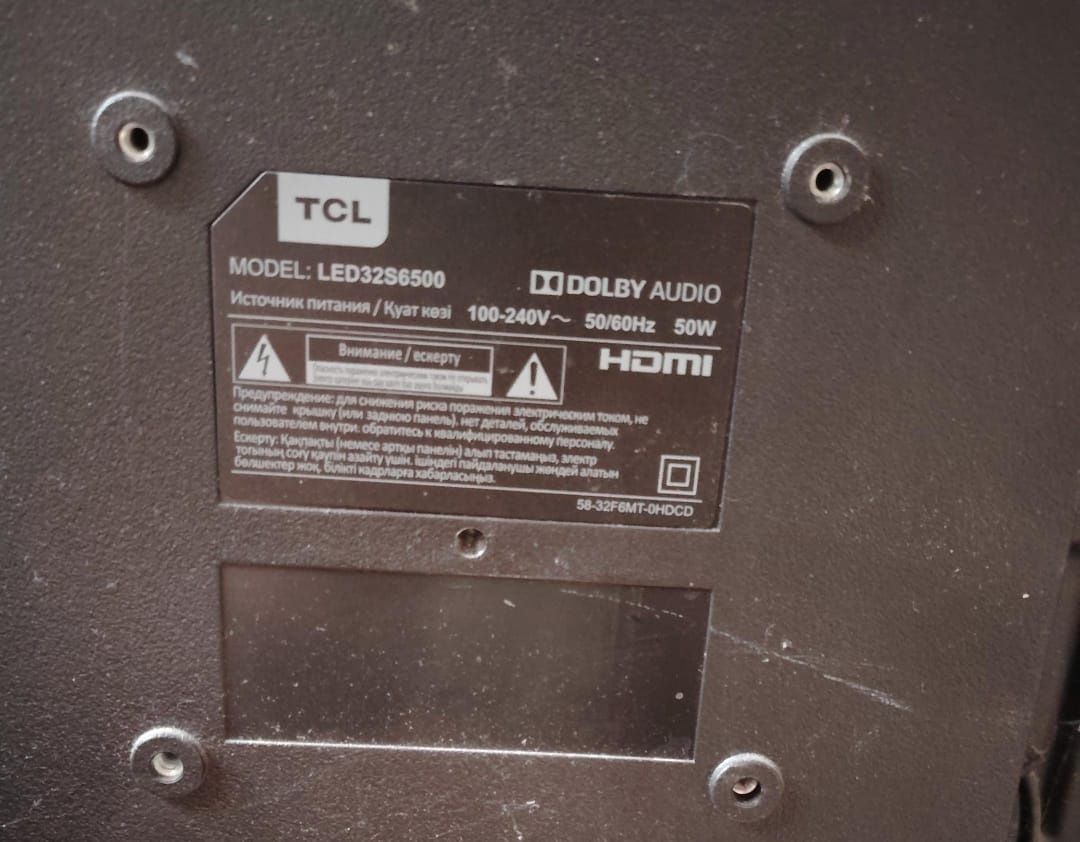 TCL
MODEL: LED32S6500
DOLBY AUDIO
Источник питания / Қуат көзі 100-240V~ 50/60Hz 50W
Внимание / ескерту
HDMI
Предупреждение: для снижения риска поражения электрическим током, не
снимайте крышку (или заднюю панель). нет деталей, обслуживаемых
пользователем внутри. обратитесь к квалифицированному персоналу.
Ескерту: Қақпақты (немесе артқы панелін) алып тастамаңыз, электр
тогының соғу қаупін азайту үшін. Ішіндегі пайдаланушы жөндей алатын
бөлшектер жоқ. білікті кадрларға хабарласыңыз.
58-32F6MT-0HDCD